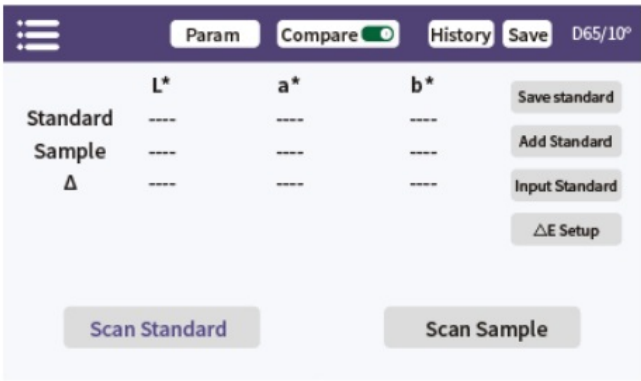 Param Compare History Save D65/10°
L* a* b*
Standard ---- ---- ----
Sample ---- ---- ----
Δ ---- ---- ----
Save standard
Add Standard
Input Standard
△E Setup
Scan Standard Scan Sample